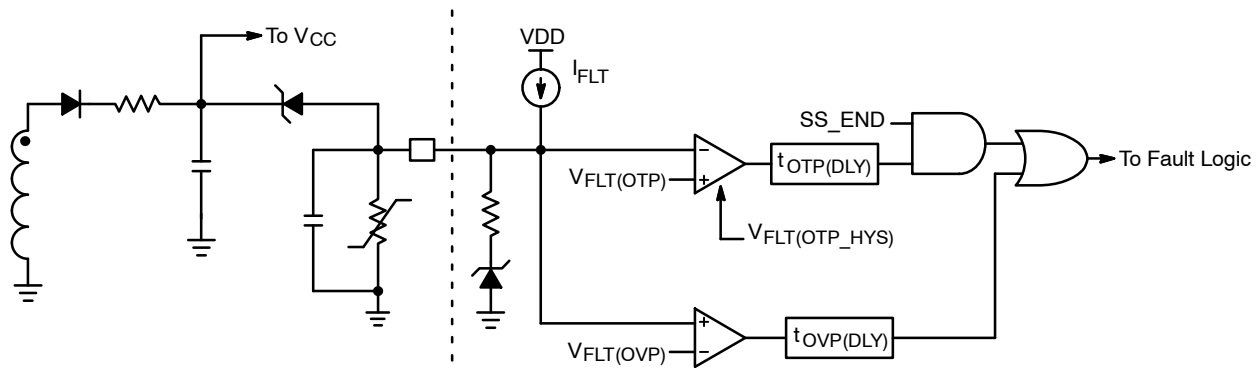 To VCC
VDD
IFLT
SS_END
VFLT(OTP)
tOTP(DLY)
To Fault Logic
VFLT(OTP_HYS)
VFLT(OVP)
tOVP(DLY)